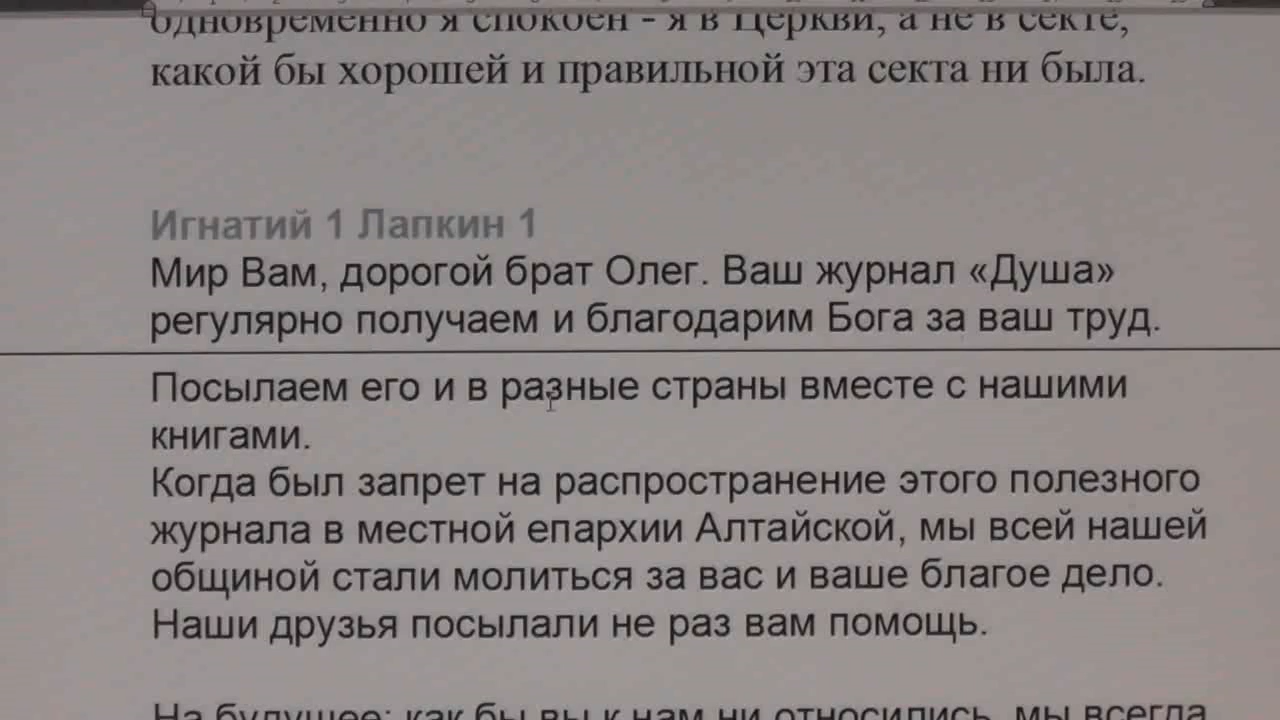 одновременно я спокоен - я в Церкви, а не в секте,
какой бы хорошей и правильной эта секта ни была.
Игнатий 1 Лапкин 1
Мир Вам, дорогой брат Олег. Ваш журнал «Душа»
регулярно получаем и благодарим Бога за ваш труд.
Посылаем его и в разные страны вместе с нашими
книгами.
Когда был запрет на распространение этого полезного
журнала в местной епархии Алтайской, мы всей нашей
общиной стали молиться за вас и ваше благое дело.
Наши друзья посылали не раз вам помощь.
На будущее: как бы вы к нам ни относились, мы всегда